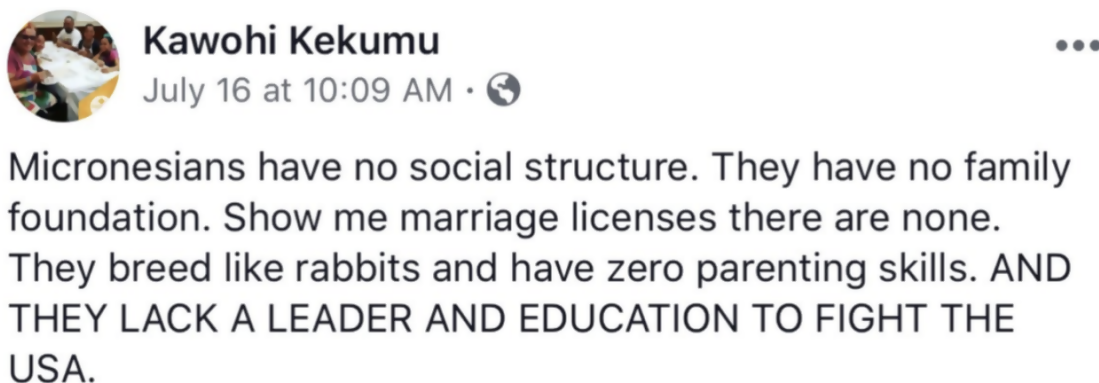 Kawohi Kekumu
July 16 at 10:09 AM ·
Micronesians have no social structure. They have no family
foundation. Show me marriage licenses there are none.
They breed like rabbits and have zero parenting skills. AND
THEY LACK A LEADER AND EDUCATION TO FIGHT THE
USA.